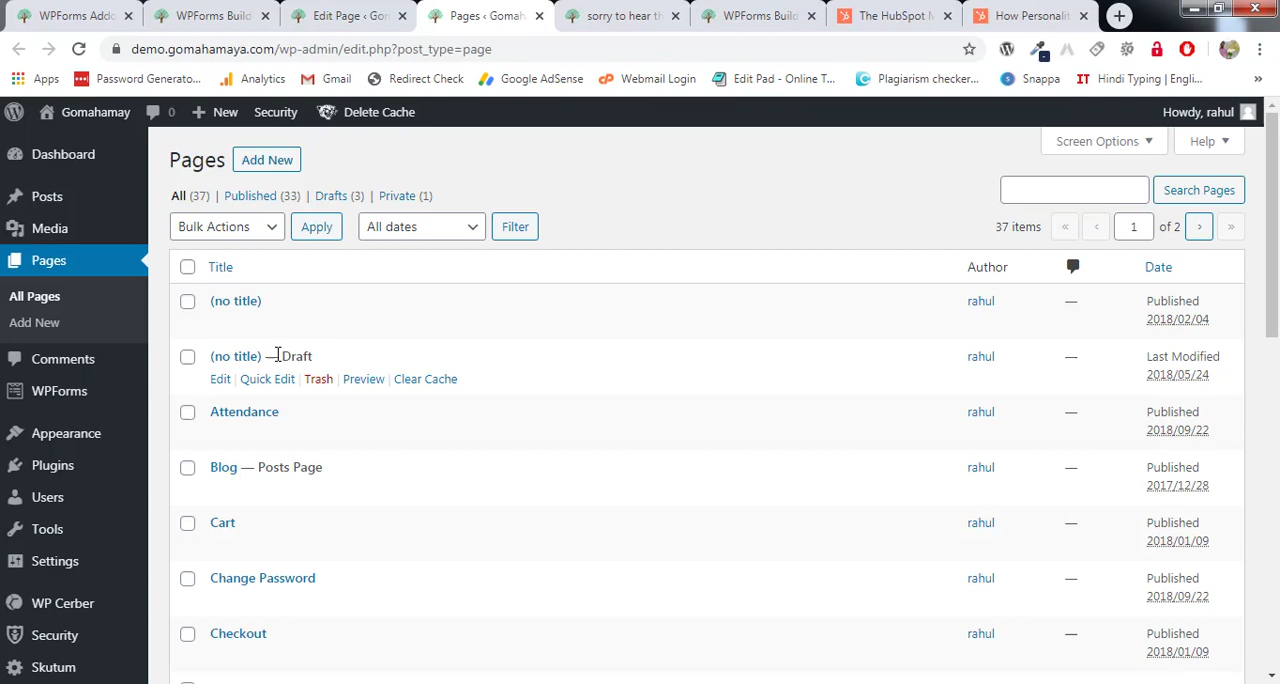 WPForms Addo
WPForms Build
Edit Page ‹ Gom
Pages ‹ Gomah
sorry to hear th
WPForms Build
The HubSpot M
How Personalit
demo.gomahamaya.com/wp-admin/edit.php?post_type=page
Apps Password Generato... Analytics Gmail Redirect Check Google AdSense Webmail Login Edit Pad - Online T... Plagiarism checker... Snappa Hindi Typing | Engli... »
Gomahamay 0 New Security Delete Cache Howdy, rahul
Dashboard
Posts
Media
Pages
All Pages
Add New
Comments
WPForms
Appearance
Plugins
Users
Tools
Settings
WP Cerber
Security
Skutum
Screen Options Help
Pages Add New
All (37) | Published (33) | Drafts (3) | Private (1)
Search Pages
Bulk Actions Apply All dates Filter 37 items « ‹ 1 of 2 › »
Title Author Date
(no title) rahul — Published
2018/02/04
(no title) — Draft rahul — Last Modified
2018/05/24
Edit | Quick Edit | Trash | Preview | Clear Cache
Attendance rahul — Published
2018/09/22
Blog — Posts Page rahul — Published
2017/12/28
Cart rahul — Published
2018/01/09
Change Password rahul — Published
2018/09/22
Checkout rahul — Published
2018/01/09